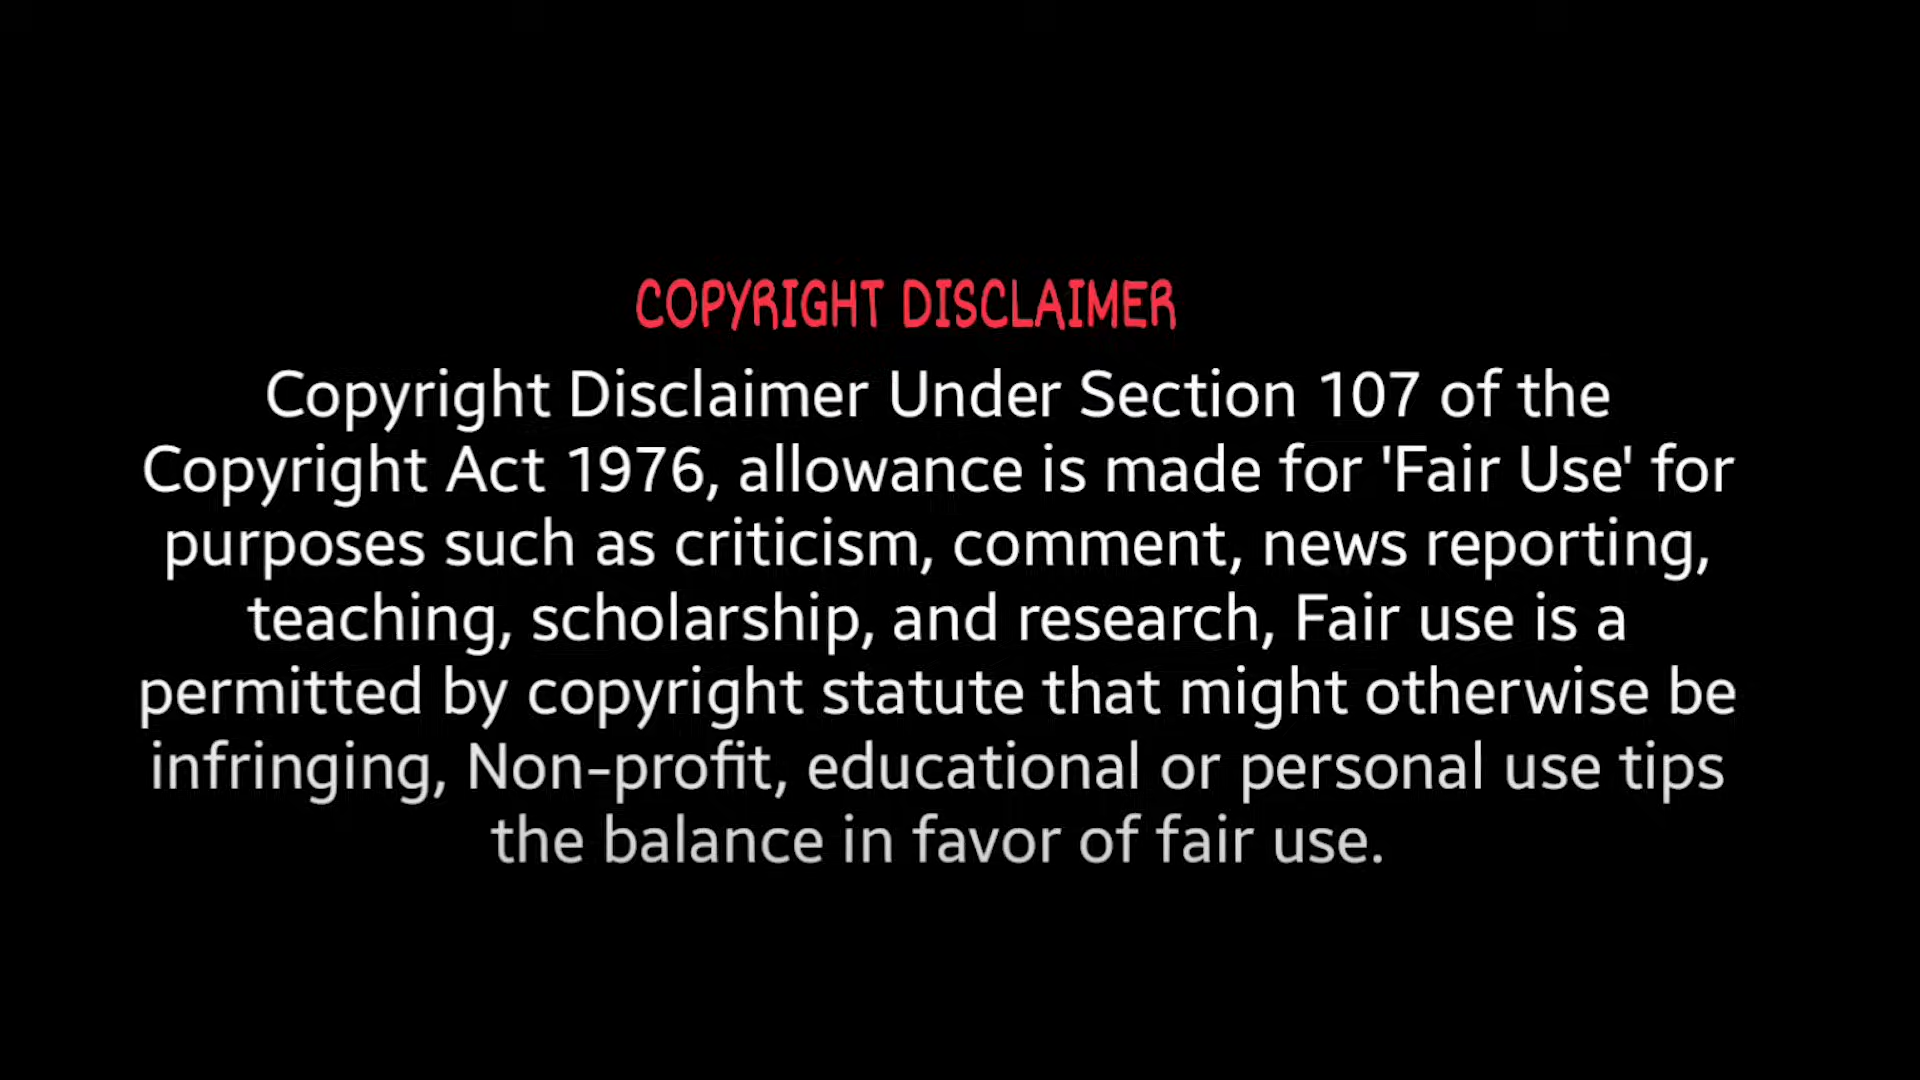 COPYRIGHT DISCLAIMER
Copyright Disclaimer Under Section 107 of the
Copyright Act 1976, allowance is made for 'Fair Use' for
purposes such as criticism, comment, news reporting,
teaching, scholarship, and research, Fair use is a
permitted by copyright statute that might otherwise be
infringing, Non-profit, educational or personal use tips
the balance in favor of fair use.